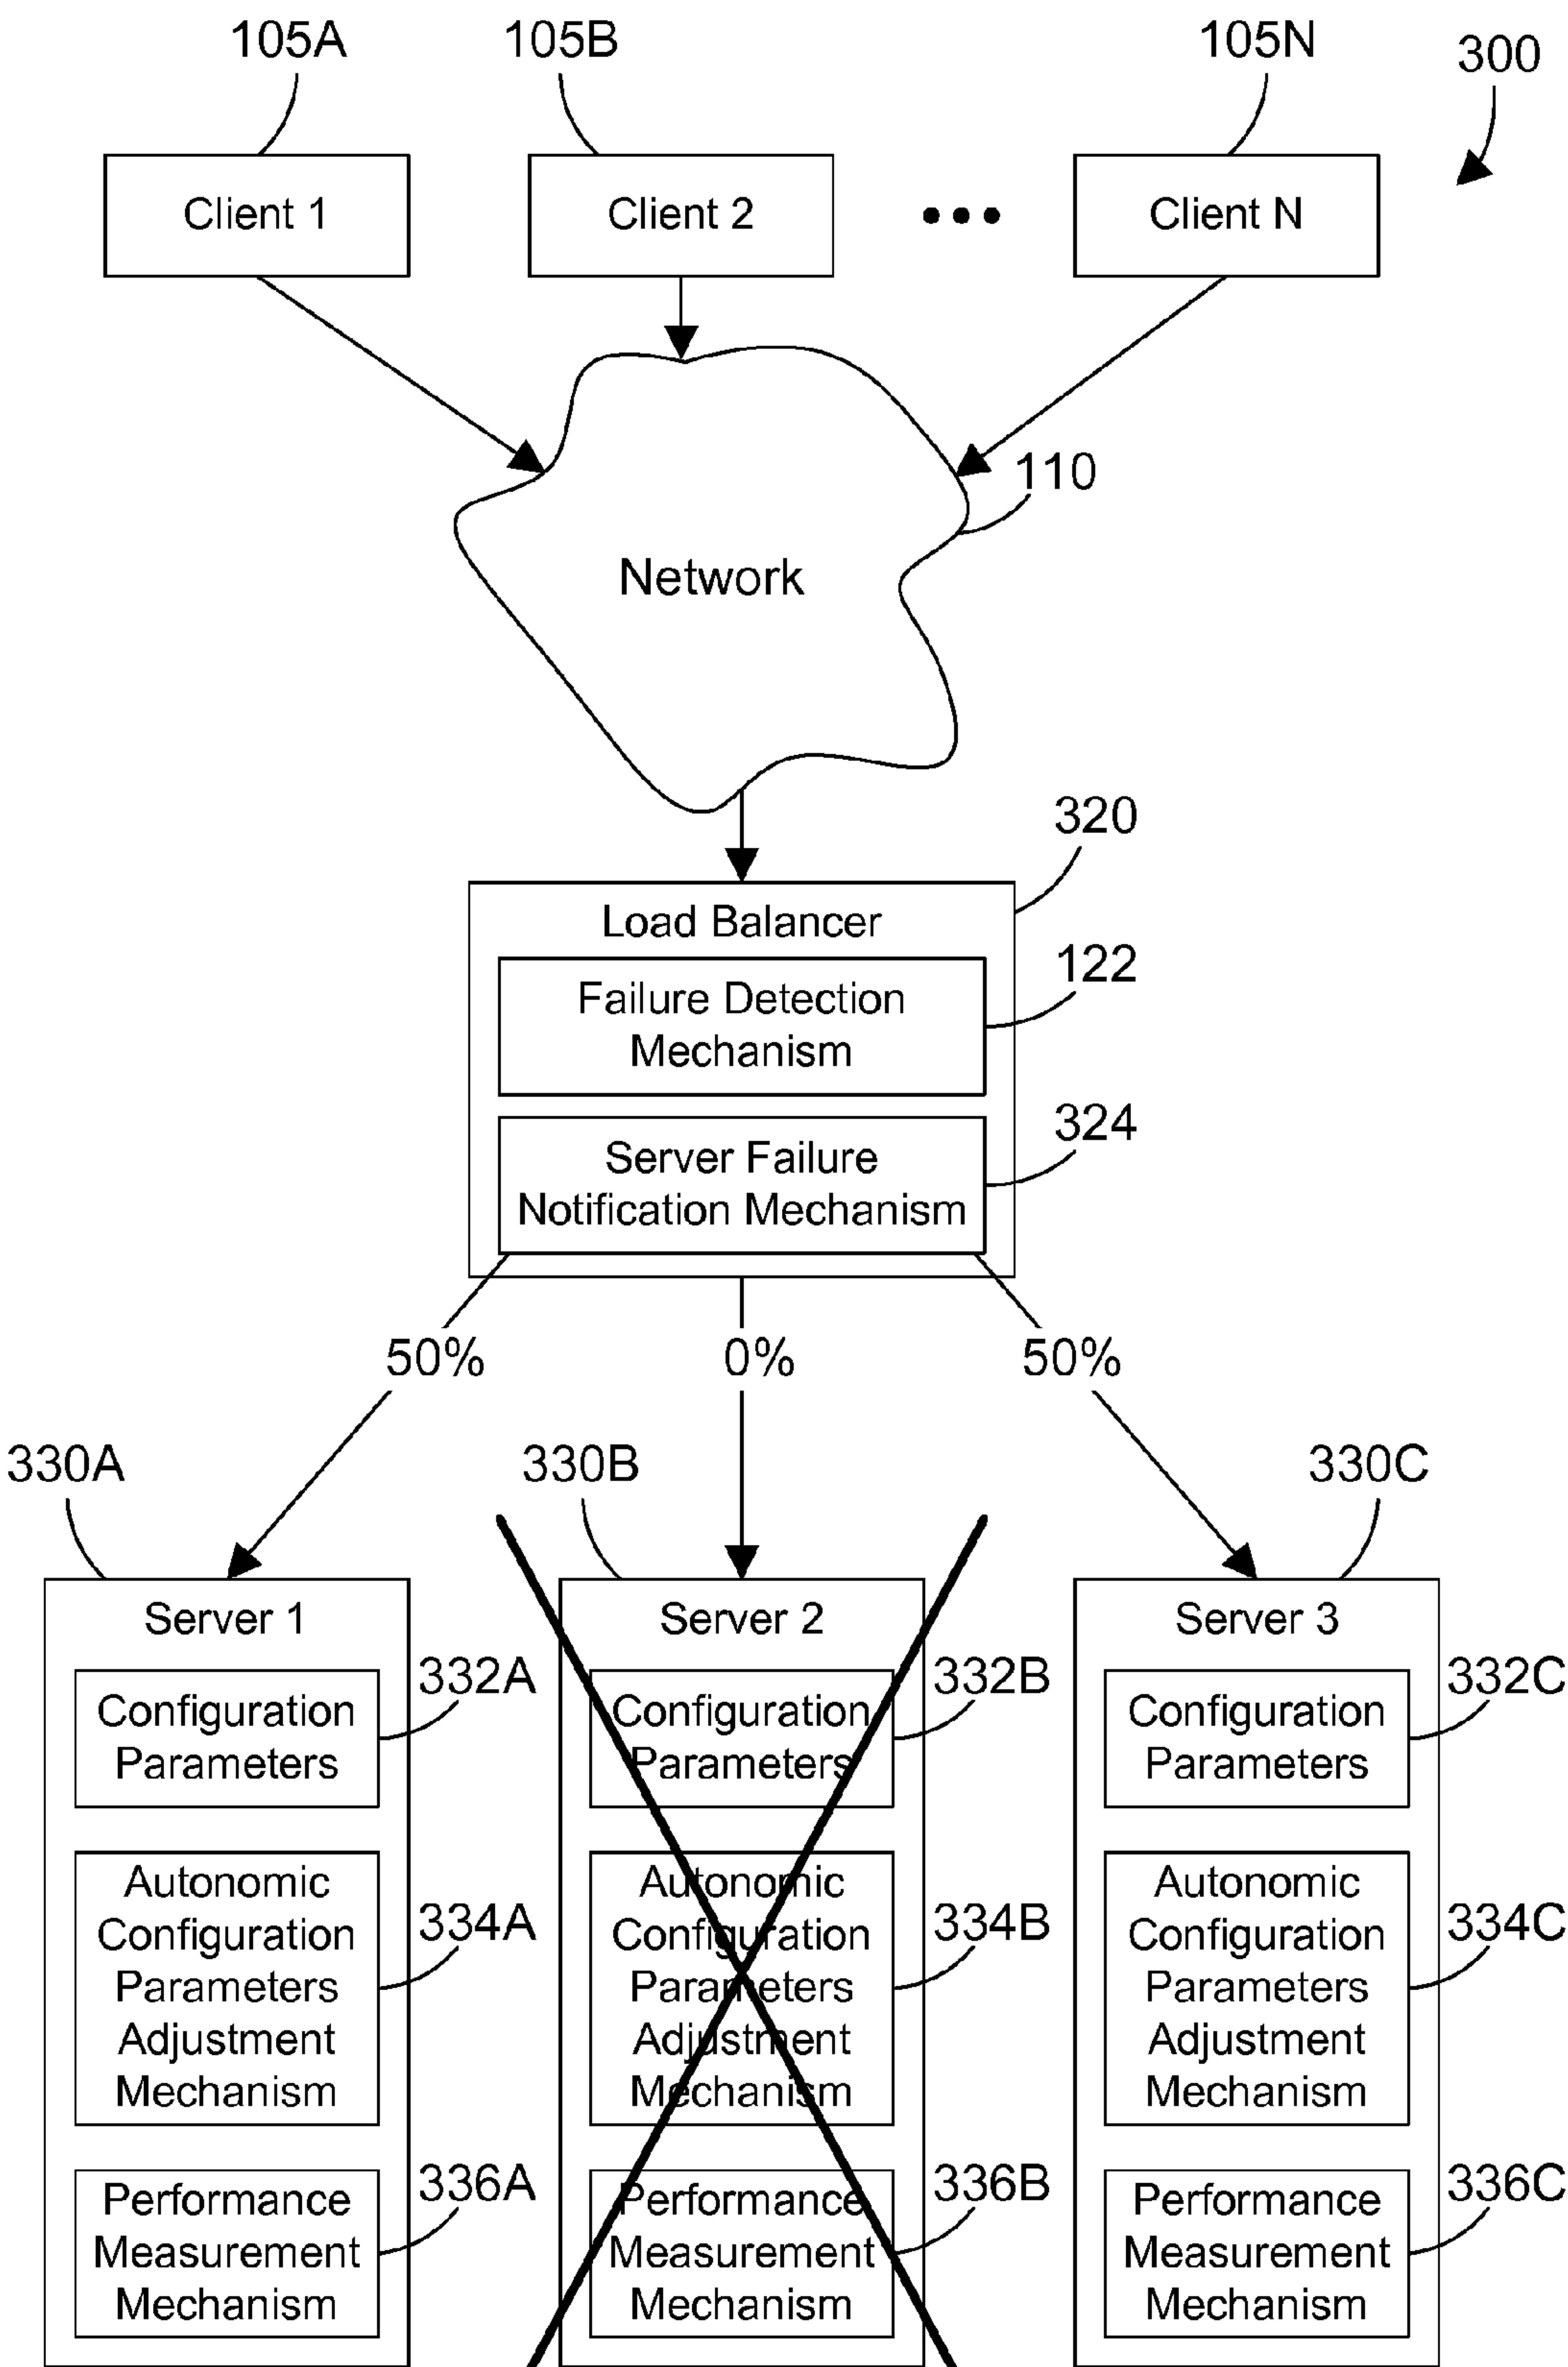 105A
105B
105N
300
Client 1
Client 2
Client N
110
Network
320
Load Balancer
122
Failure Detection
Mechanism
324
Server Failure
Notification Mechanism
50%
0%
50%
330A
330B
330C
Server 1
332A
Configuration
Parameters
334A
Autonomic
Configuration
Parameters
Adjustment
Mechanism
336A
Performance
Measurement
Mechanism
Server 2
332B
Configuration
Parameters
334B
Autonomic
Configuration
Parameters
Adjustment
Mechanism
336B
Performance
Measurement
Mechanism
Server 3
332C
Configuration
Parameters
334C
Autonomic
Configuration
Parameters
Adjustment
Mechanism
336C
Performance
Measurement
Mechanism